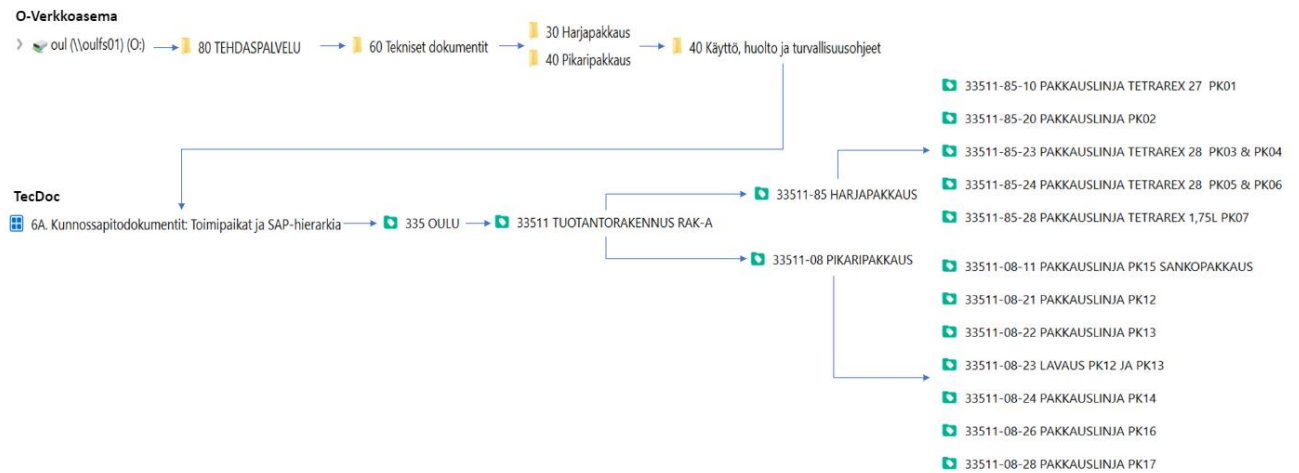 O-Verkkoasema
oul (\\oulfs01) (O:)
80 TEHDASPALVELU
60 Tekniset dokumentit
30 Harjapakkaus
40 Pikaripakkaus
40 Käyttö, huolto ja turvallisuusohjeet
TecDoc
6A. Kunnossapitodokumentit: Toimipaikat ja SAP-hierarkia
335 OULU
33511 TUOTANTORAKENNUS RAK-A
33511-85 HARJAPAKKAUS
33511-85-10 PAKKAUSLINJA TETRAREX 27 PK01
33511-85-20 PAKKAUSLINJA PK02
33511-85-23 PAKKAUSLINJA TETRAREX 28 PK03 & PK04
33511-85-24 PAKKAUSLINJA TETRAREX 28 PK05 & PK06
33511-85-28 PAKKAUSLINJA TETRAREX 1,75L PK07
33511-08 PIKARIPAKKAUS
33511-08-11 PAKKAUSLINJA PK15 SANKOPAKKAUS
33511-08-21 PAKKAUSLINJA PK12
33511-08-22 PAKKAUSLINJA PK13
33511-08-23 LAVAUS PK12 JA PK13
33511-08-24 PAKKAUSLINJA PK14
33511-08-26 PAKKAUSLINJA PK16
33511-08-28 PAKKAUSLINJA PK17